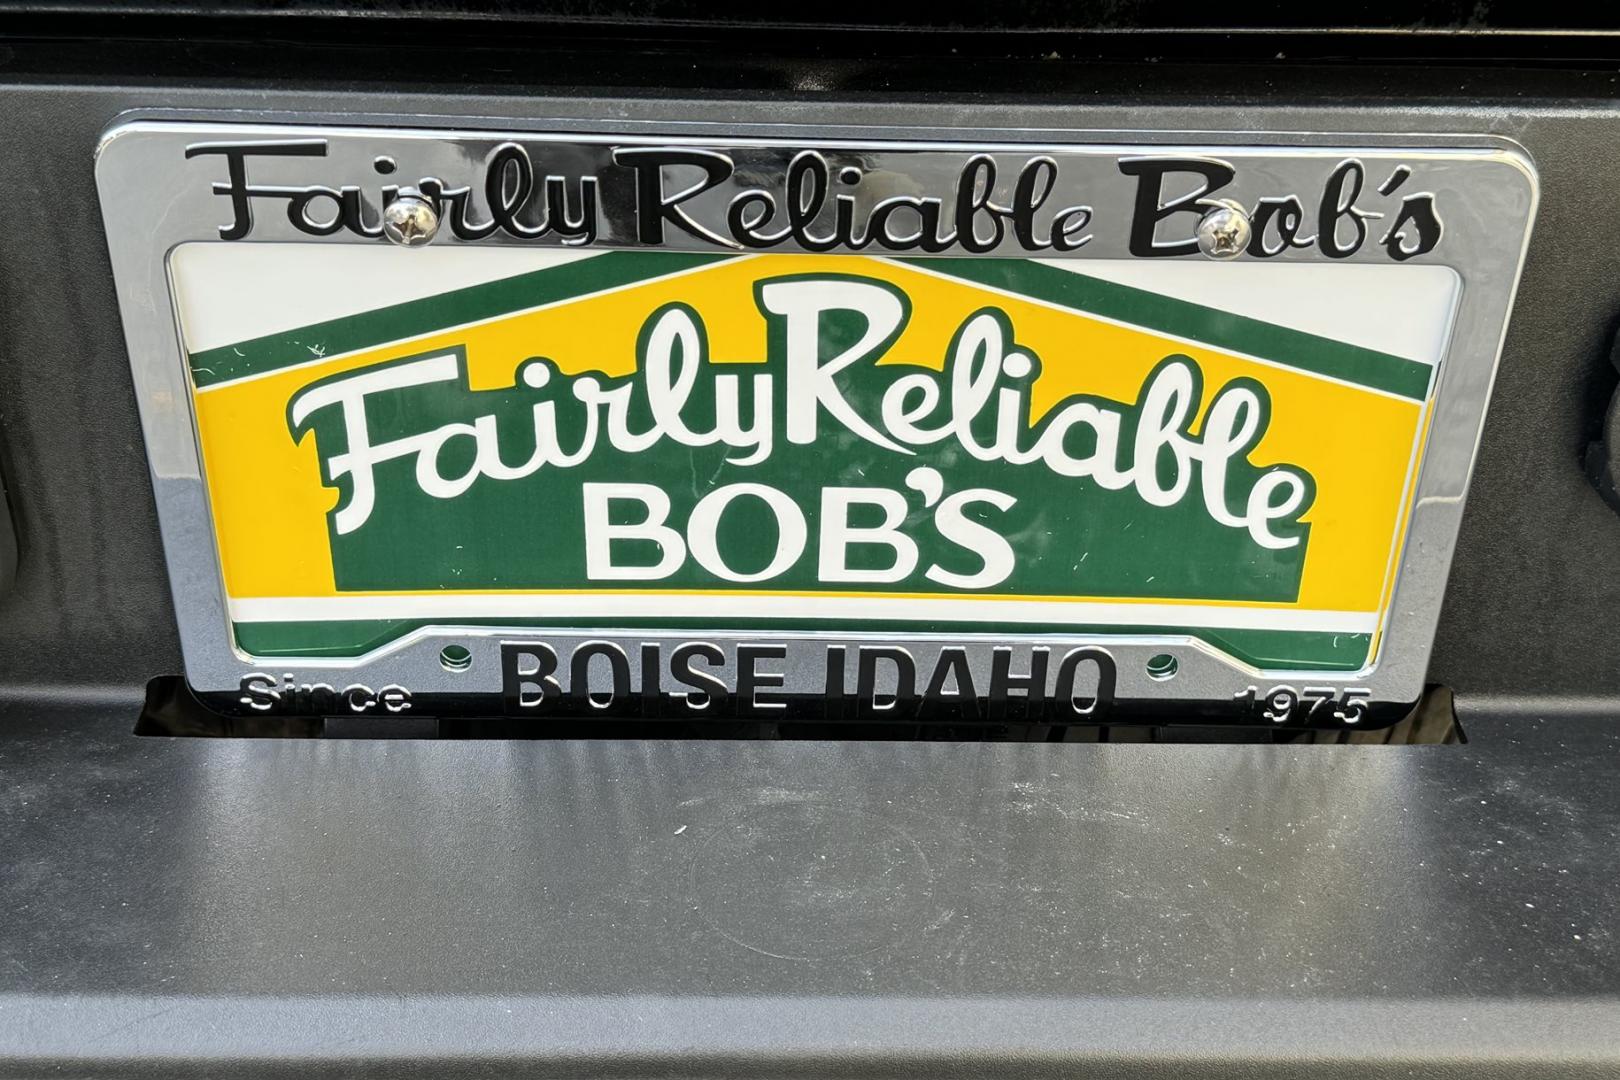 Fairly Reliable Bob's
Fairly Reliable
BOB'S
BOISE IDAHO
Since 1975